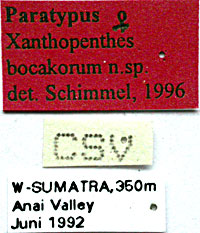 Paratypus ♀
Xanthopenthes
bocakorum n.sp.
det. Schimmel, 1996
CSV
W-SUMATRA, 350m
Anai Valley
Juni 1992